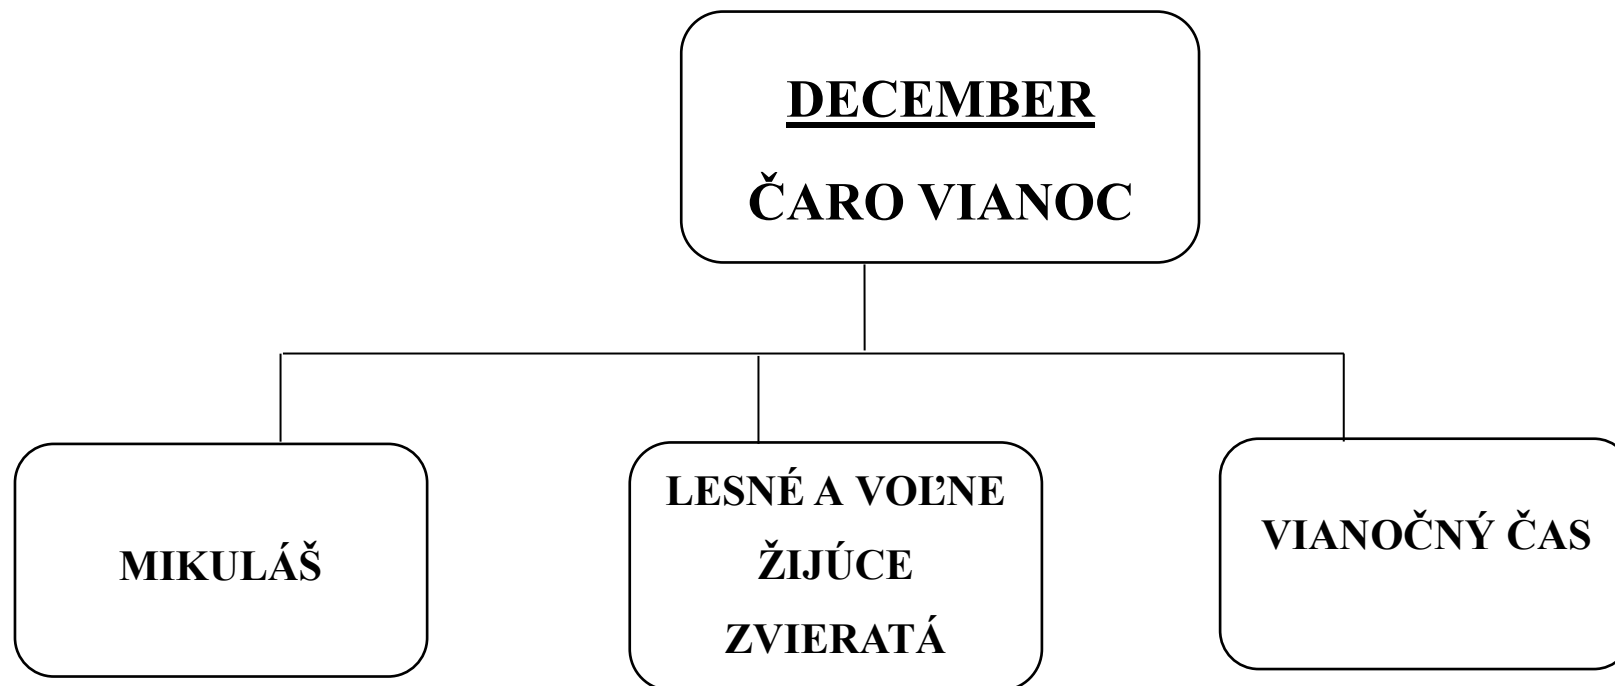 DECEMBER
ČARO VIANOC
MIKULÁŠ
LESNÉ A VOĽNE
ŽIJÚCE
ZVIERATÁ
VIANOČNÝ ČAS